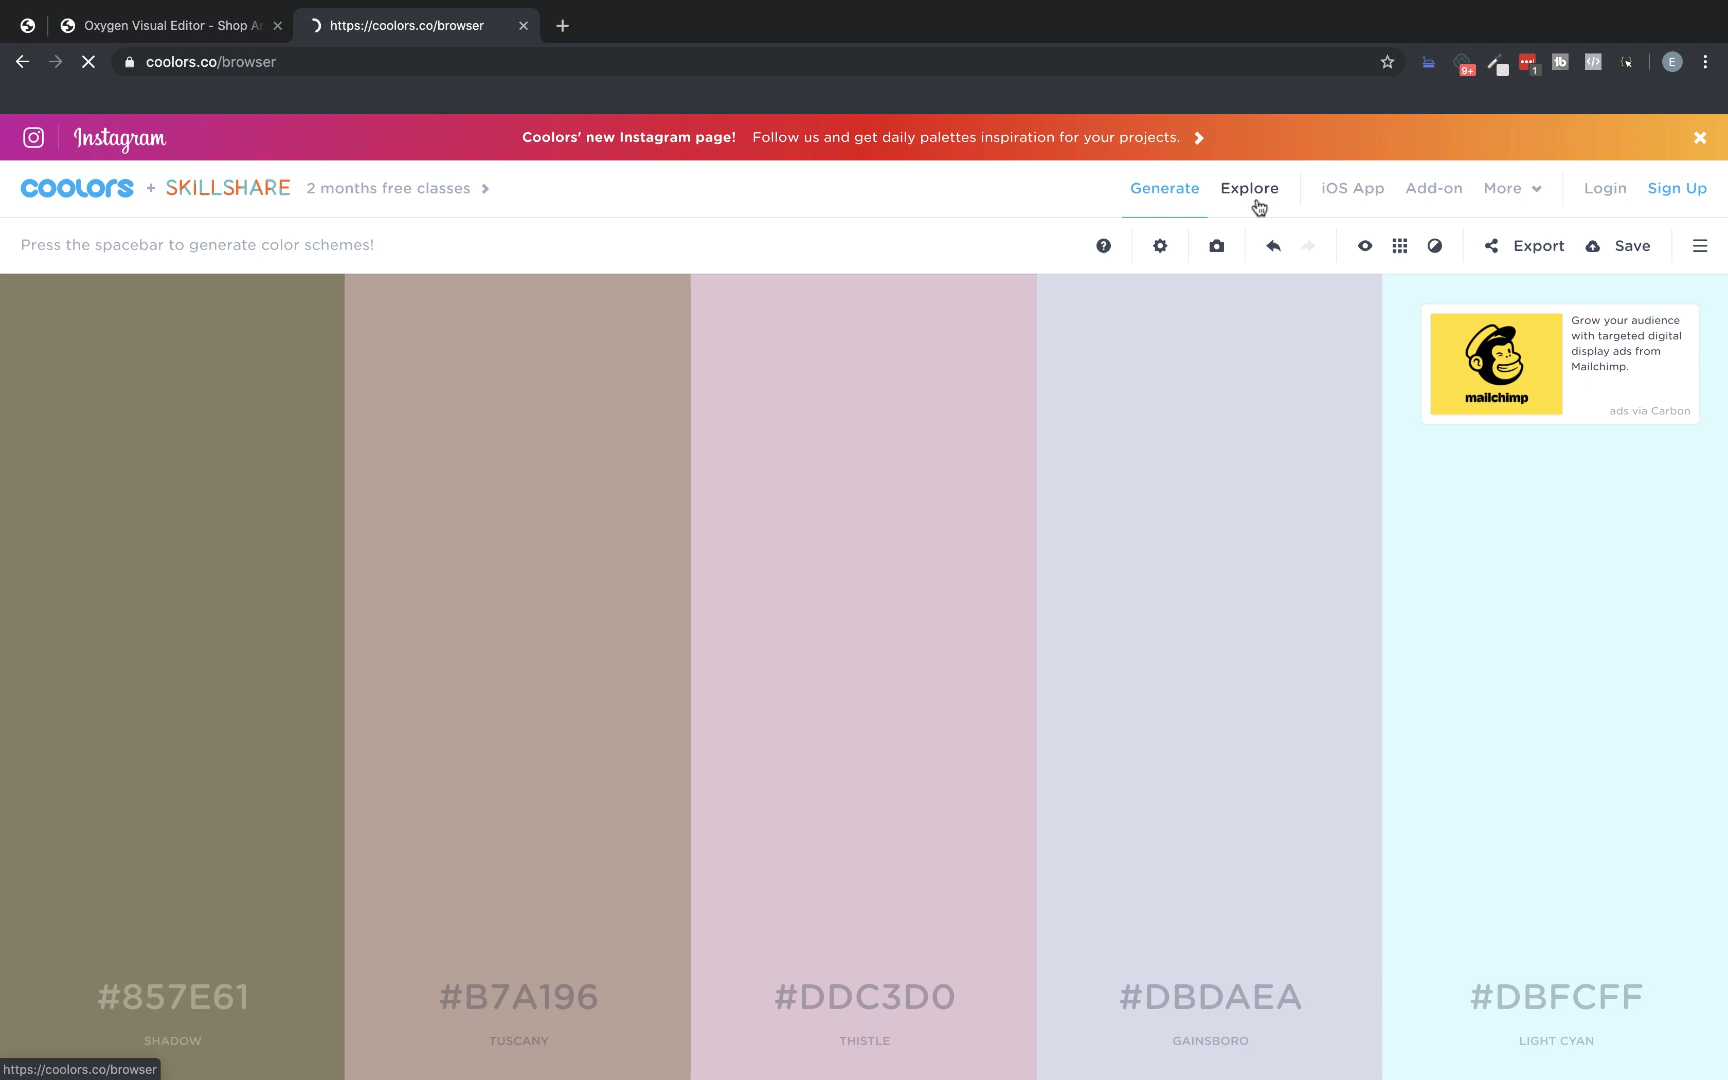 Oxygen Visual Editor - Shop Ar
https://coolors.co/browser
coolors.co/browser
9+
1
tb
</>
E
Instagram
Coolors' new Instagram page! Follow us and get daily palettes inspiration for your projects.
coolors + SKILLSHARE 2 months free classes
Generate Explore iOS App Add-on More Login Sign Up
Press the spacebar to generate color schemes!
Export Save
Grow your audience
with targeted digital
display ads from
Mailchimp.
mailchimp
ads via Carbon
#857E61
SHADOW
#B7A196
TUSCANY
#DDC3D0
THISTLE
#DBDAEA
GAINSBORO
#DBFCFF
LIGHT CYAN
https://coolors.co/browser